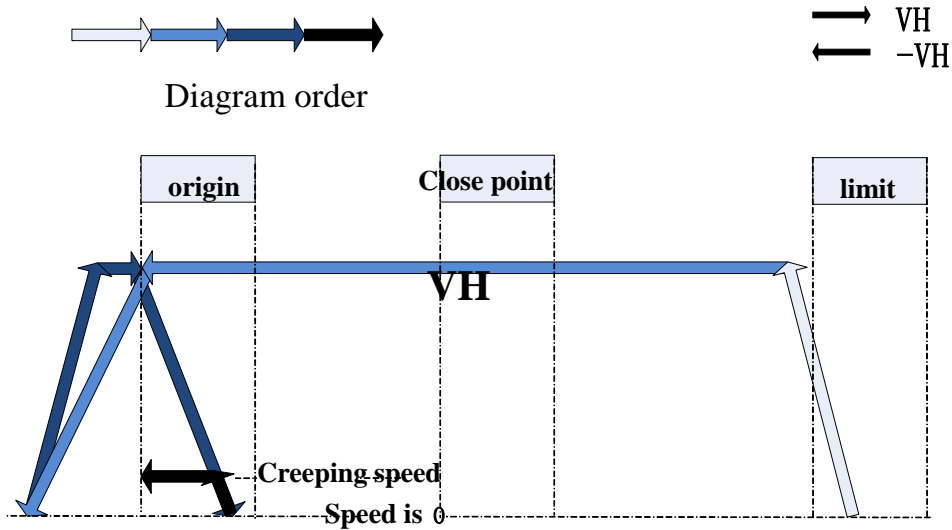 VH
-VH
Diagram order
origin
Close point
limit
VH
Creeping speed
Speed is 0